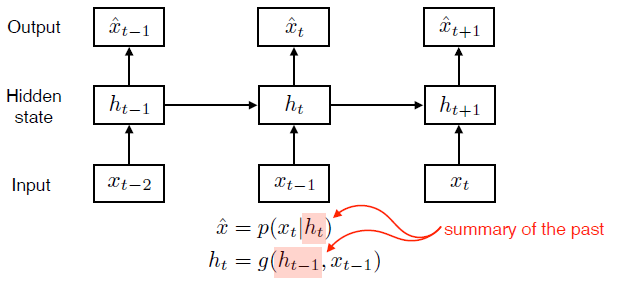 Output $\hat{x}_{t-1}$ $\hat{x}_t$ $\hat{x}_{t+1}$
Hidden state $h_{t-1}$ $h_t$ $h_{t+1}$
Input $x_{t-2}$ $x_{t-1}$ $x_t$
$\hat{x} = p(x_t|h_t)$
summary of the past
$h_t = g(h_{t-1}, x_{t-1})$